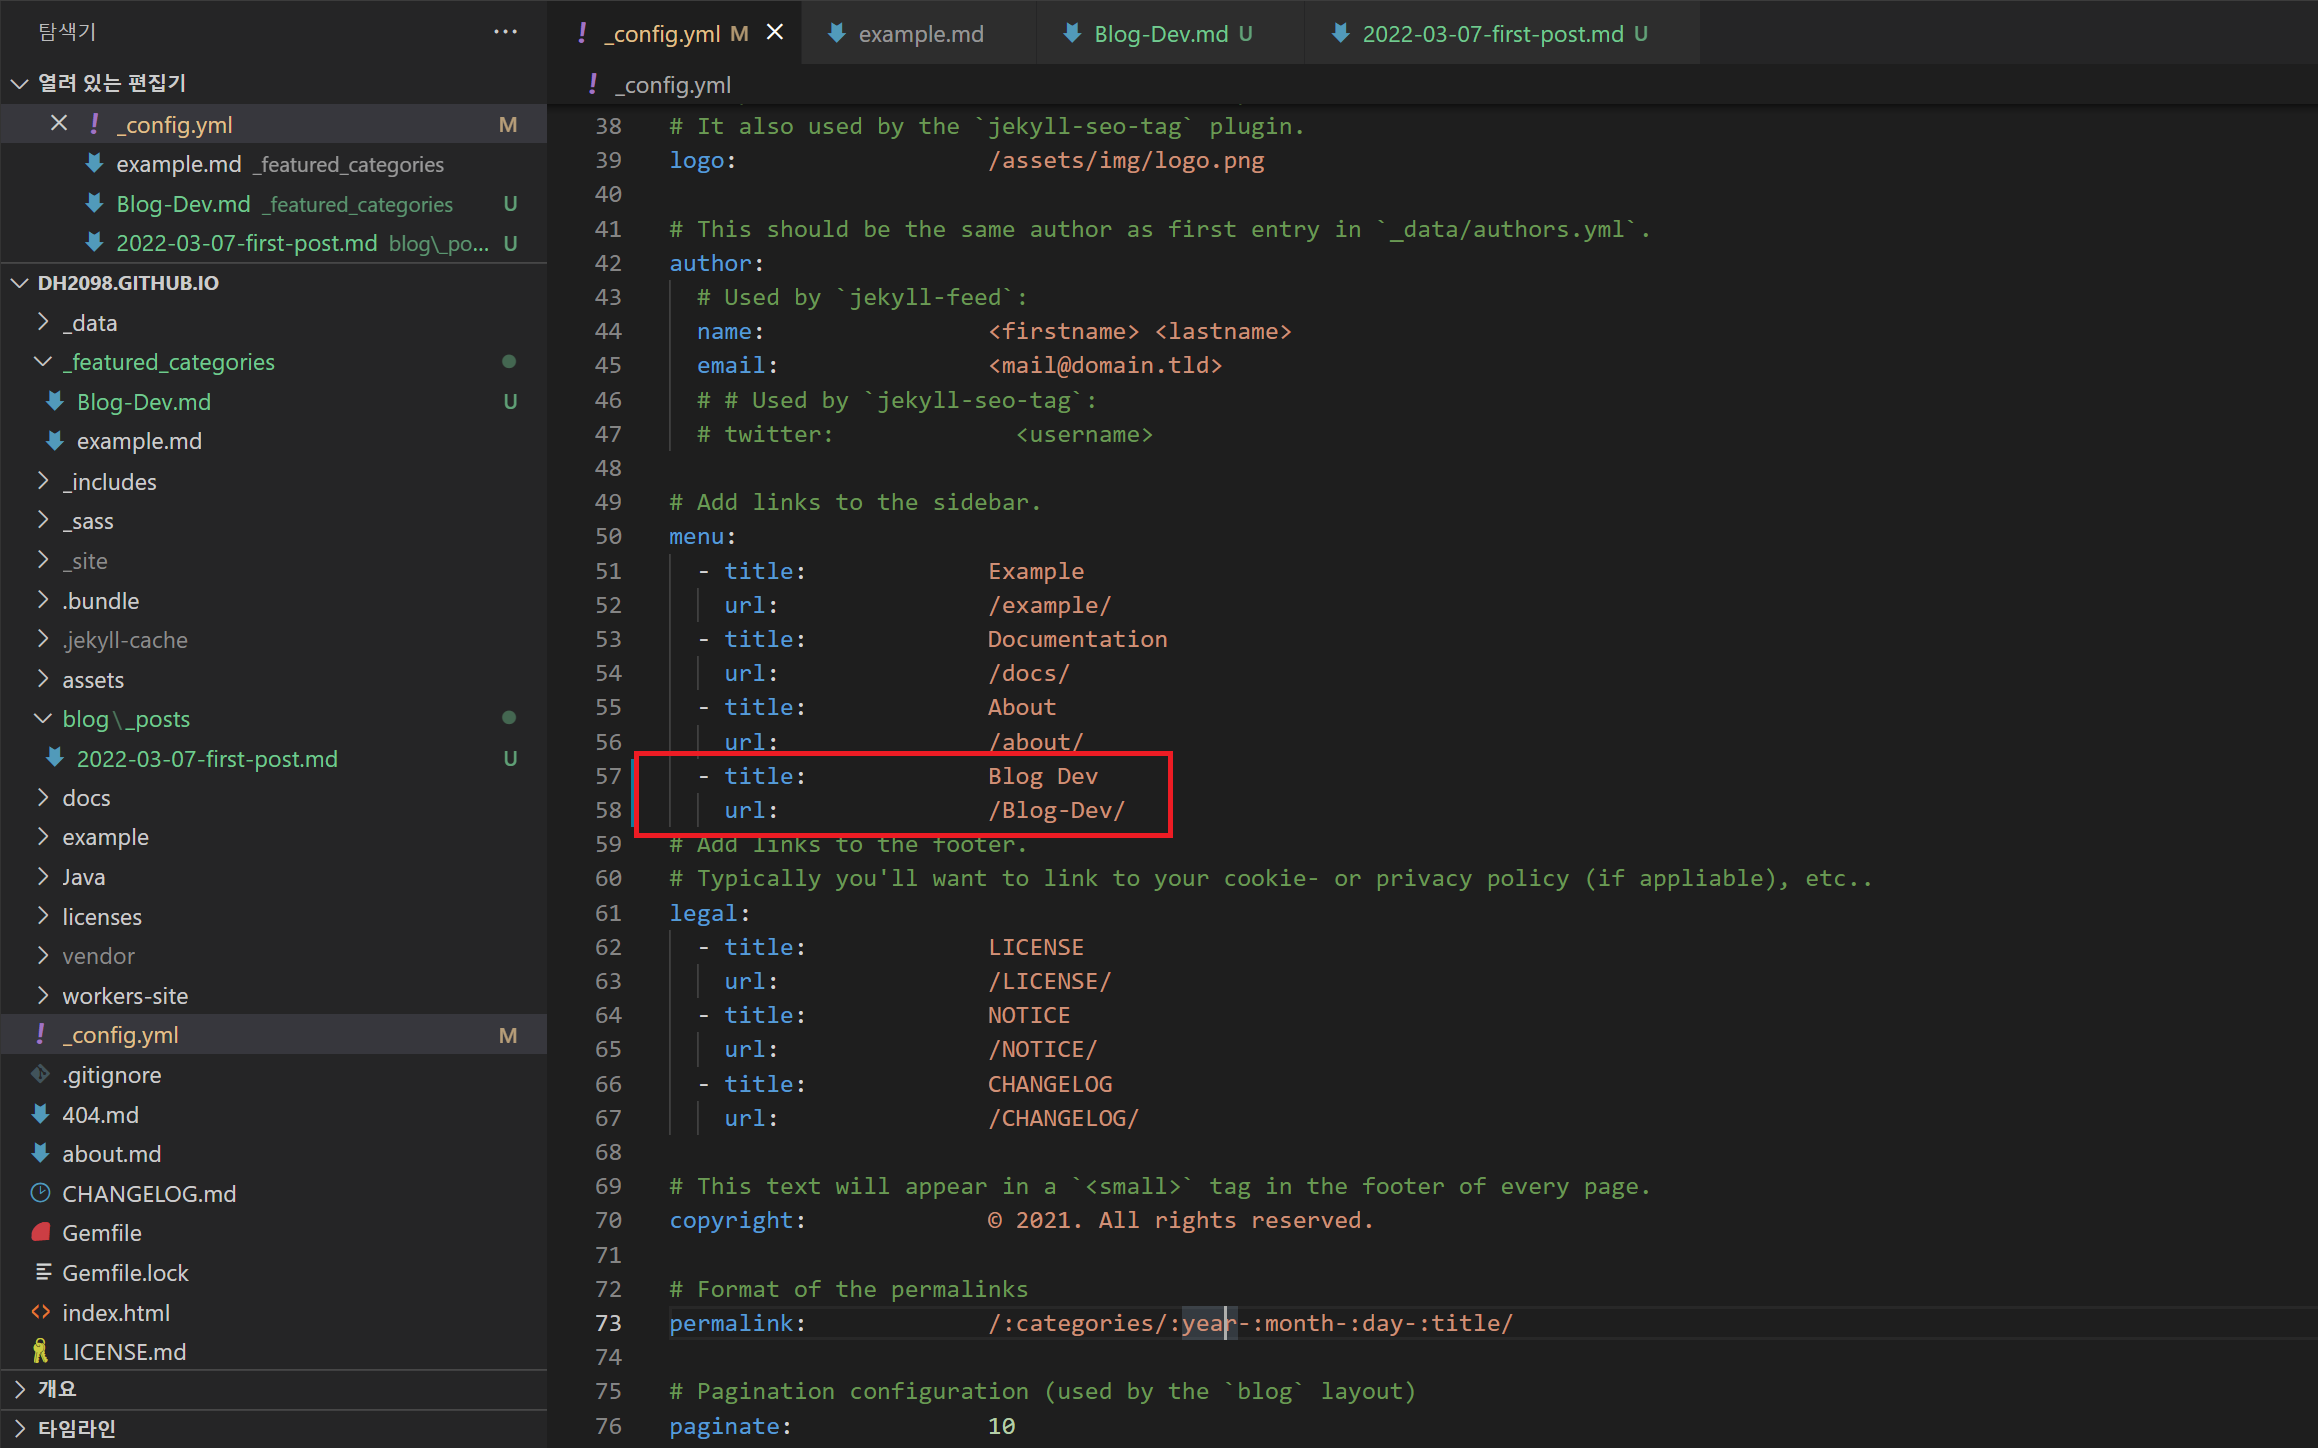 탐색기 ···
열려 있는 편집기
_config.yml M
example.md _featured_categories
Blog-Dev.md _featured_categories U
2022-03-07-first-post.md blog\_po... U
DH2098.GITHUB.IO
_data
_featured_categories
Blog-Dev.md U
example.md
_includes
_sass
_site
.bundle
.jekyll-cache
assets
blog\_posts
2022-03-07-first-post.md U
docs
example
Java
licenses
vendor
workers-site
_config.yml M
.gitignore
404.md
about.md
CHANGELOG.md
Gemfile
Gemfile.lock
index.html
LICENSE.md
개요
타임라인
_config.yml M example.md Blog-Dev.md U 2022-03-07-first-post.md U
_config.yml
38 # It also used by the `jekyll-seo-tag` plugin.
39 logo: /assets/img/logo.png
40
41 # This should be the same author as first entry in `_data/authors.yml`.
42 author:
43 # Used by `jekyll-feed`:
44 name: <firstname> <lastname>
45 email: <mail@domain.tld>
46 # # Used by `jekyll-seo-tag`:
47 # twitter: <username>
48
49 # Add links to the sidebar.
50 menu:
51 - title: Example
52 url: /example/
53 - title: Documentation
54 url: /docs/
55 - title: About
56 url: /about/
57 - title: Blog Dev
58 url: /Blog-Dev/
59 # Add links to the footer.
60 # Typically you'll want to link to your cookie- or privacy policy (if appliable), etc..
61 legal:
62 - title: LICENSE
63 url: /LICENSE/
64 - title: NOTICE
65 url: /NOTICE/
66 - title: CHANGELOG
67 url: /CHANGELOG/
68
69 # This text will appear in a `<small>` tag in the footer of every page.
70 copyright: © 2021. All rights reserved.
71
72 # Format of the permalinks
73 permalink: /:categories/:year-:month-:day-:title/
74
75 # Pagination configuration (used by the `blog` layout)
76 paginate: 10